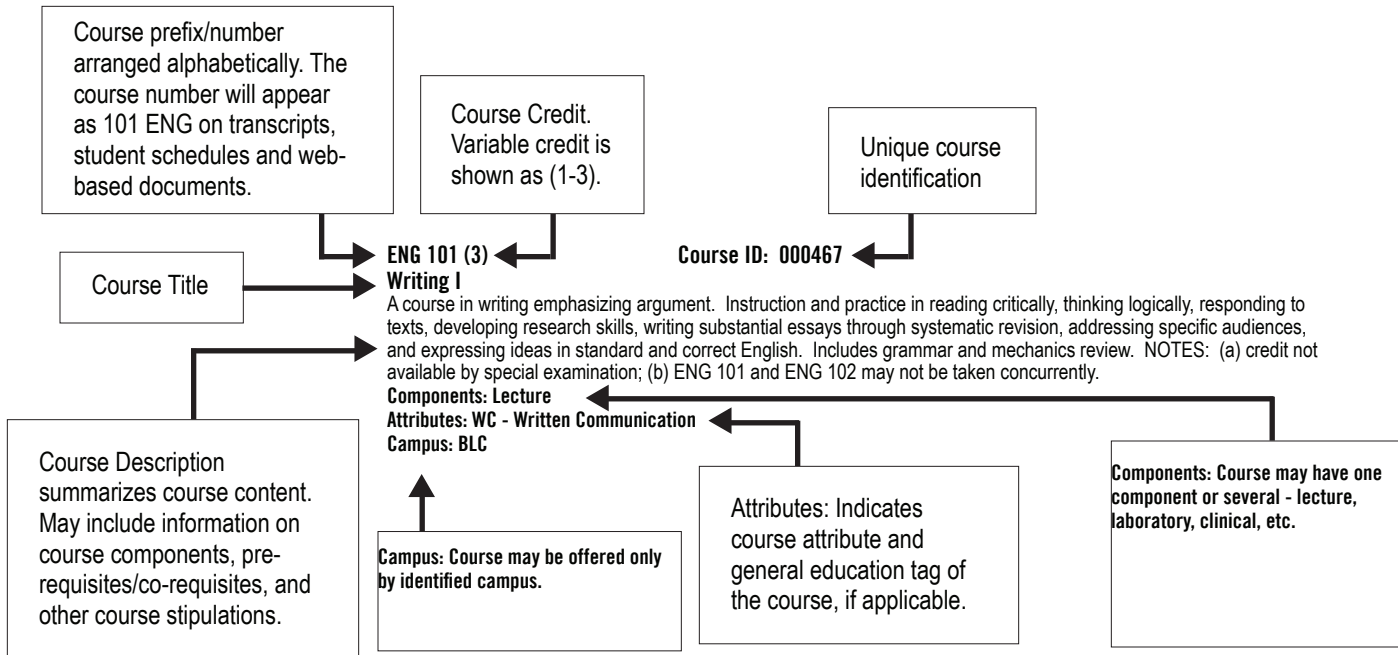 Course prefix/number
arranged alphabetically. The
course number will appear
as 101 ENG on transcripts,
student schedules and web-
based documents.
Course Credit.
Variable credit is
shown as (1-3).
Unique course
identification
ENG 101 (3)
Course ID: 000467
Course Title
Writing I
A course in writing emphasizing argument. Instruction and practice in reading critically, thinking logically, responding to
texts, developing research skills, writing substantial essays through systematic revision, addressing specific audiences,
and expressing ideas in standard and correct English. Includes grammar and mechanics review. NOTES: (a) credit not
available by special examination; (b) ENG 101 and ENG 102 may not be taken concurrently.
Components: Lecture
Attributes: WC - Written Communication
Campus: BLC
Course Description
summarizes course content.
May include information on
course components, pre-
requisites/co-requisites, and
other course stipulations.
Campus: Course may be offered only
by identified campus.
Attributes: Indicates
course attribute and
general education tag of
the course, if applicable.
Components: Course may have one
component or several - lecture,
laboratory, clinical, etc.